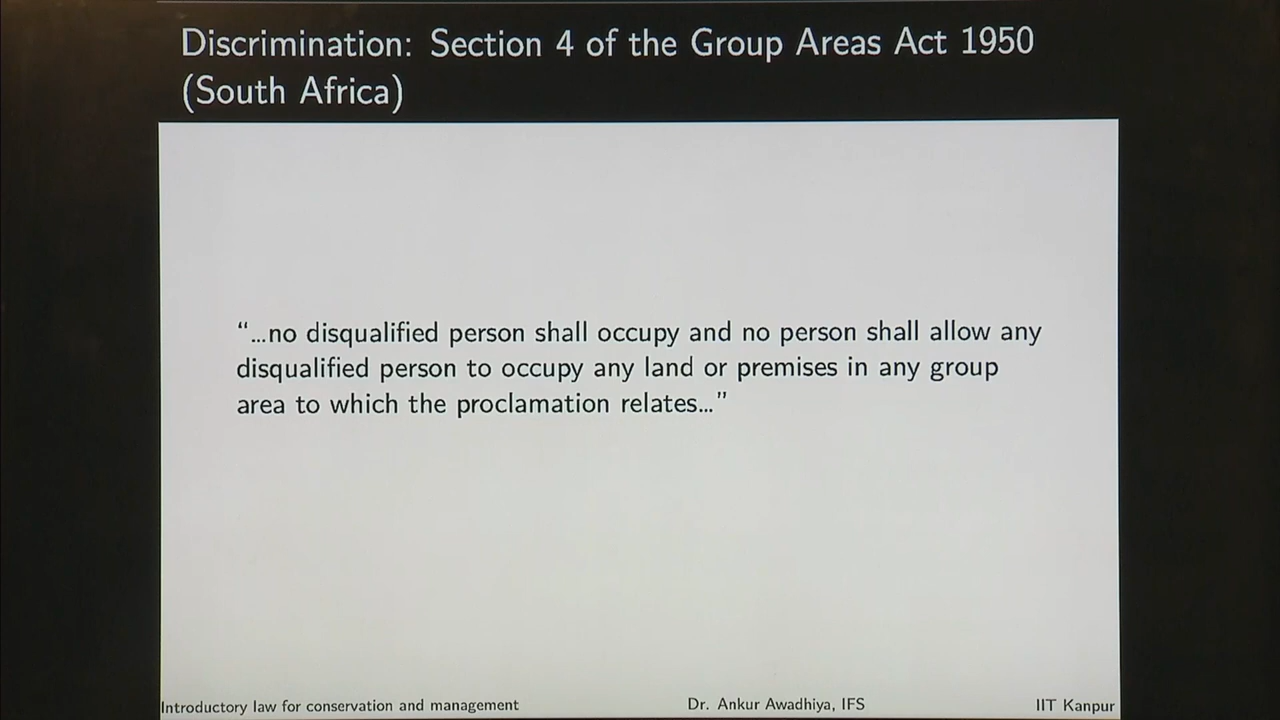 Discrimination: Section 4 of the Group Areas Act 1950
(South Africa)
“...no disqualified person shall occupy and no person shall allow any
disqualified person to occupy any land or premises in any group
area to which the proclamation relates...”
Introductory law for conservation and management
Dr. Ankur Awadhiya, IFS
IIT Kanpur